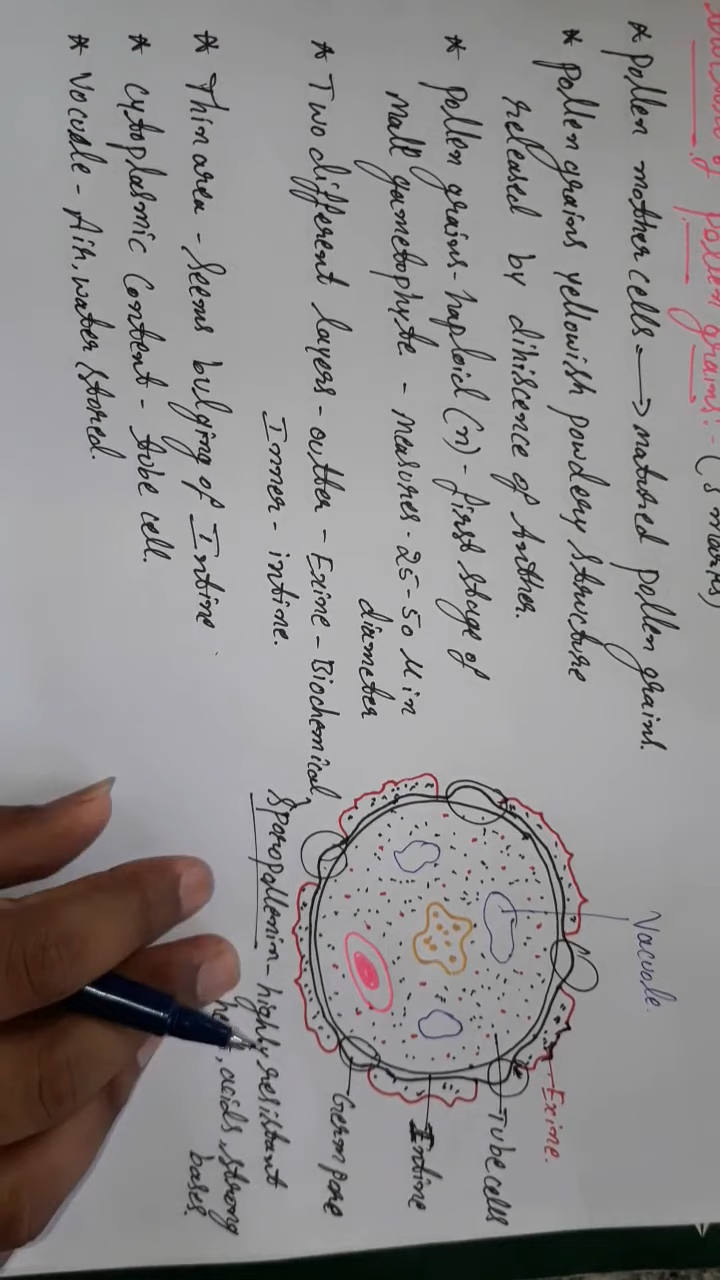 of pollen grains:- (5 marks)
* Pollen mother cells → matured pollen grains.
* Pollen grains yellowish powdery structure
released by dihiscence of Anther.
* Pollen grains - haploid (n) - first stage of
male gametophyte - measures - 25-50 µ in
diameter
* Two different layers - outter - Exine - Biochemical,
Inner - intine.
Sporopollenin - highly resistant
, acids, strong
bases.
* Thin area - Seems bulging of Intine.
* Cytoplasmic Content - tube cell.
* Vacuole - Air, water stored.
Vacuole.
Exine.
Tube cells
Intine
Germ pore